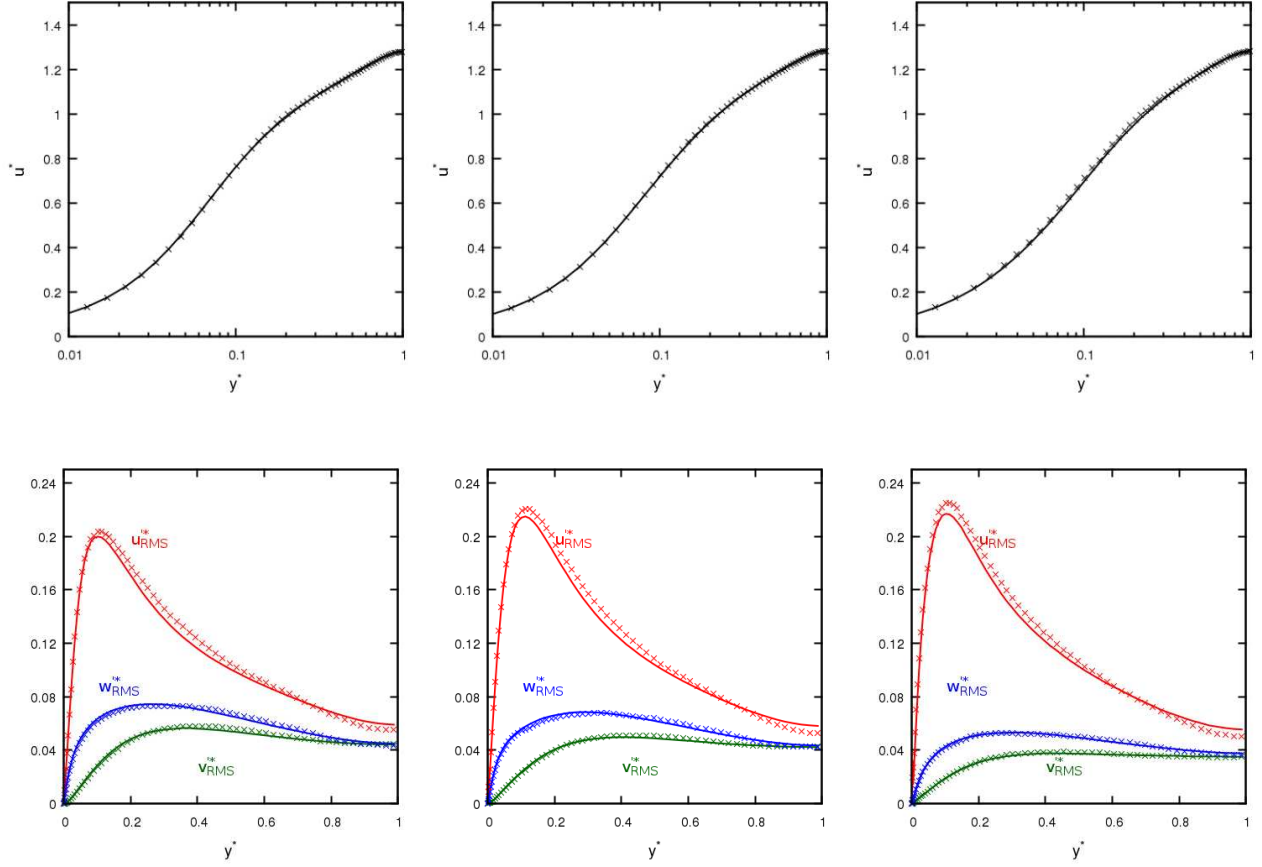 1.4 1.4 1.4
1.2 1.2 1.2
1 1 1
u* 0.8 u* 0.8 u* 0.8
0.6 0.6 0.6
0.4 0.4 0.4
0.2 0.2 0.2
0 0 0
0.01 0.1 1 0.01 0.1 1 0.01 0.1 1
y* y* y*
0.24 0.24 0.24
0.2 u'*RMS 0.2 u'*RMS 0.2 u'*RMS
0.16 0.16 0.16
0.12 0.12 0.12
w'*RMS w'*RMS w'*RMS
0.08 0.08 0.08
0.04 0.04 0.04
v'*RMS v'*RMS v'*RMS
0 0 0
0 0.2 0.4 0.6 0.8 1 0 0.2 0.4 0.6 0.8 1 0 0.2 0.4 0.6 0.8 1
y* y* y*